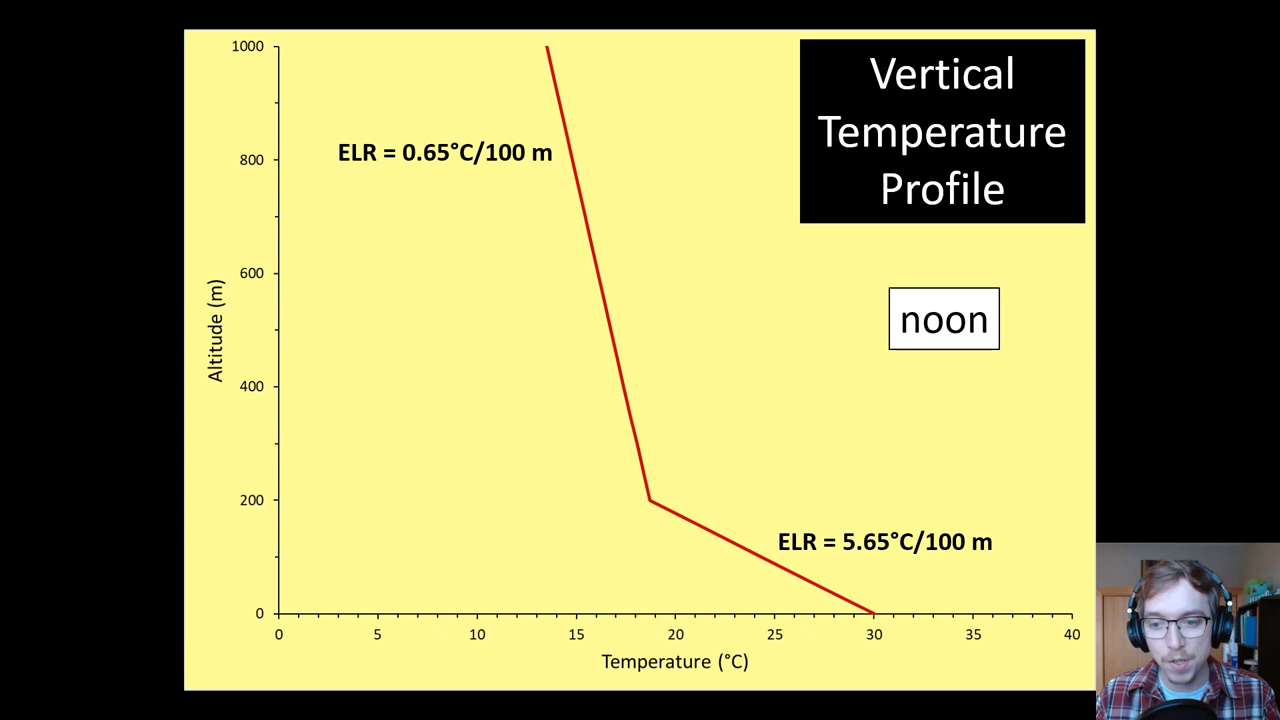 Vertical
Temperature
Profile
1000
800
600
400
200
0
Altitude (m)
ELR = 0.65°C/100 m
noon
ELR = 5.65°C/100 m
0 5 10 15 20 25 30 35 40
Temperature (°C)